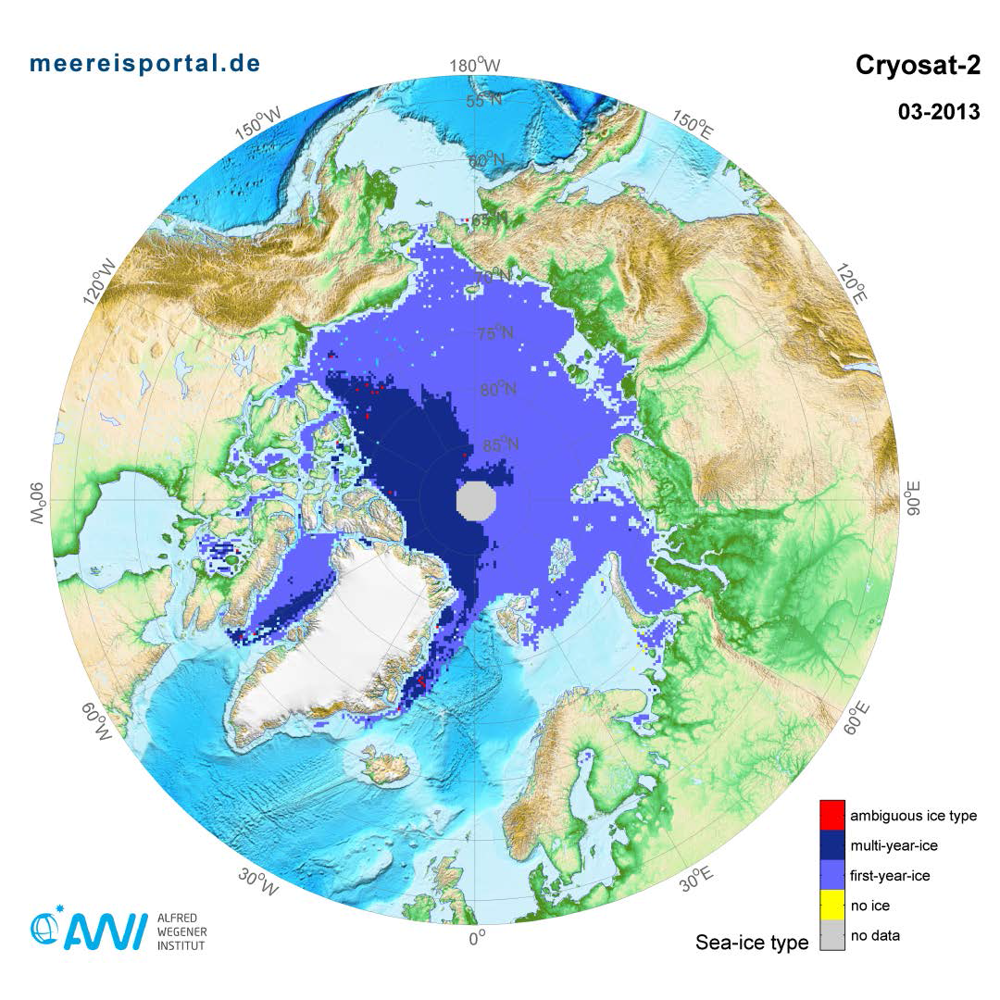 meereisportal.de
Cryosat-2
03-2013
180°W
150°W
150°E
55°N
60°N
65°N
70°N
75°N
80°N
85°N
120°W
120°E
90°W
90°E
60°W
60°E
30°W
30°E
0°
ambiguous ice type
multi-year-ice
first-year-ice
no ice
no data
Sea-ice type
AWI
ALFRED
WEGENER
INSTITUT